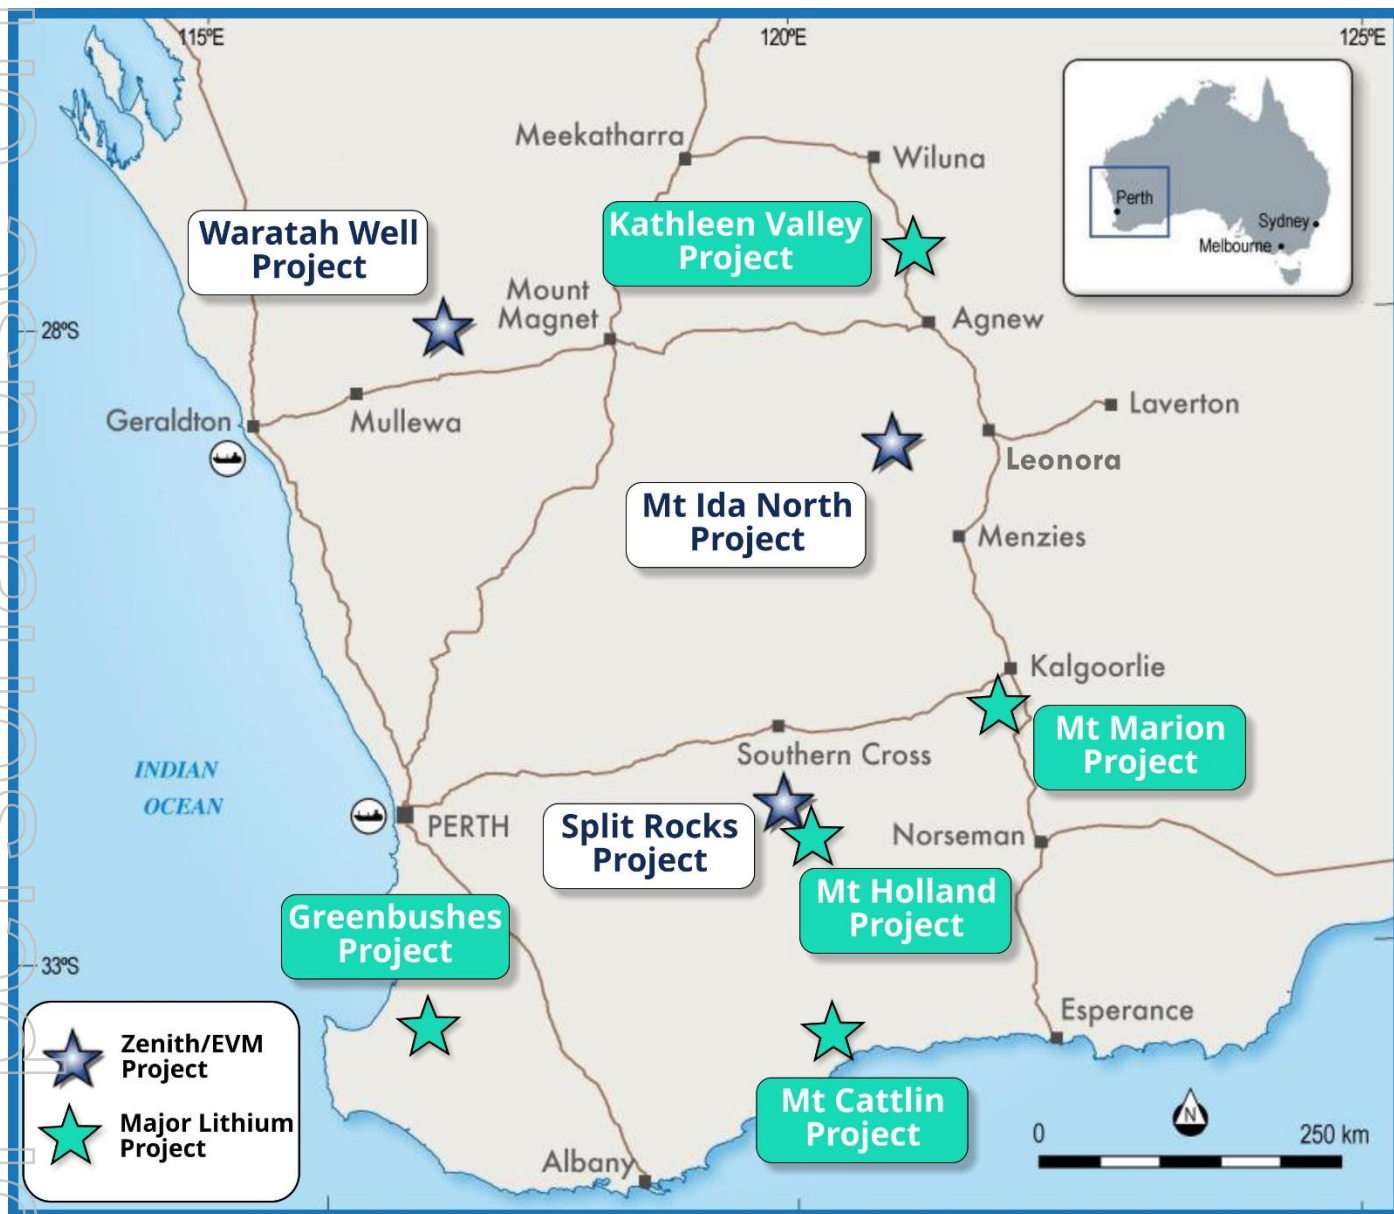 115ºE
120ºE
125ºE
Meekatharra
Wiluna
Perth
Sydney
Melbourne
Waratah Well
Project
Kathleen Valley
Project
Mount
Magnet
28ºS
Agnew
Geraldton
Mullewa
Laverton
Leonora
Mt Ida North
Project
Menzies
Kalgoorlie
Mt Marion
Project
Southern Cross
INDIAN
OCEAN
PERTH
Split Rocks
Project
Norseman
Mt Holland
Project
Greenbushes
Project
33ºS
Esperance
Zenith/EVM
Project
Major Lithium
Project
Mt Cattlin
Project
Albany
N
0
250 km